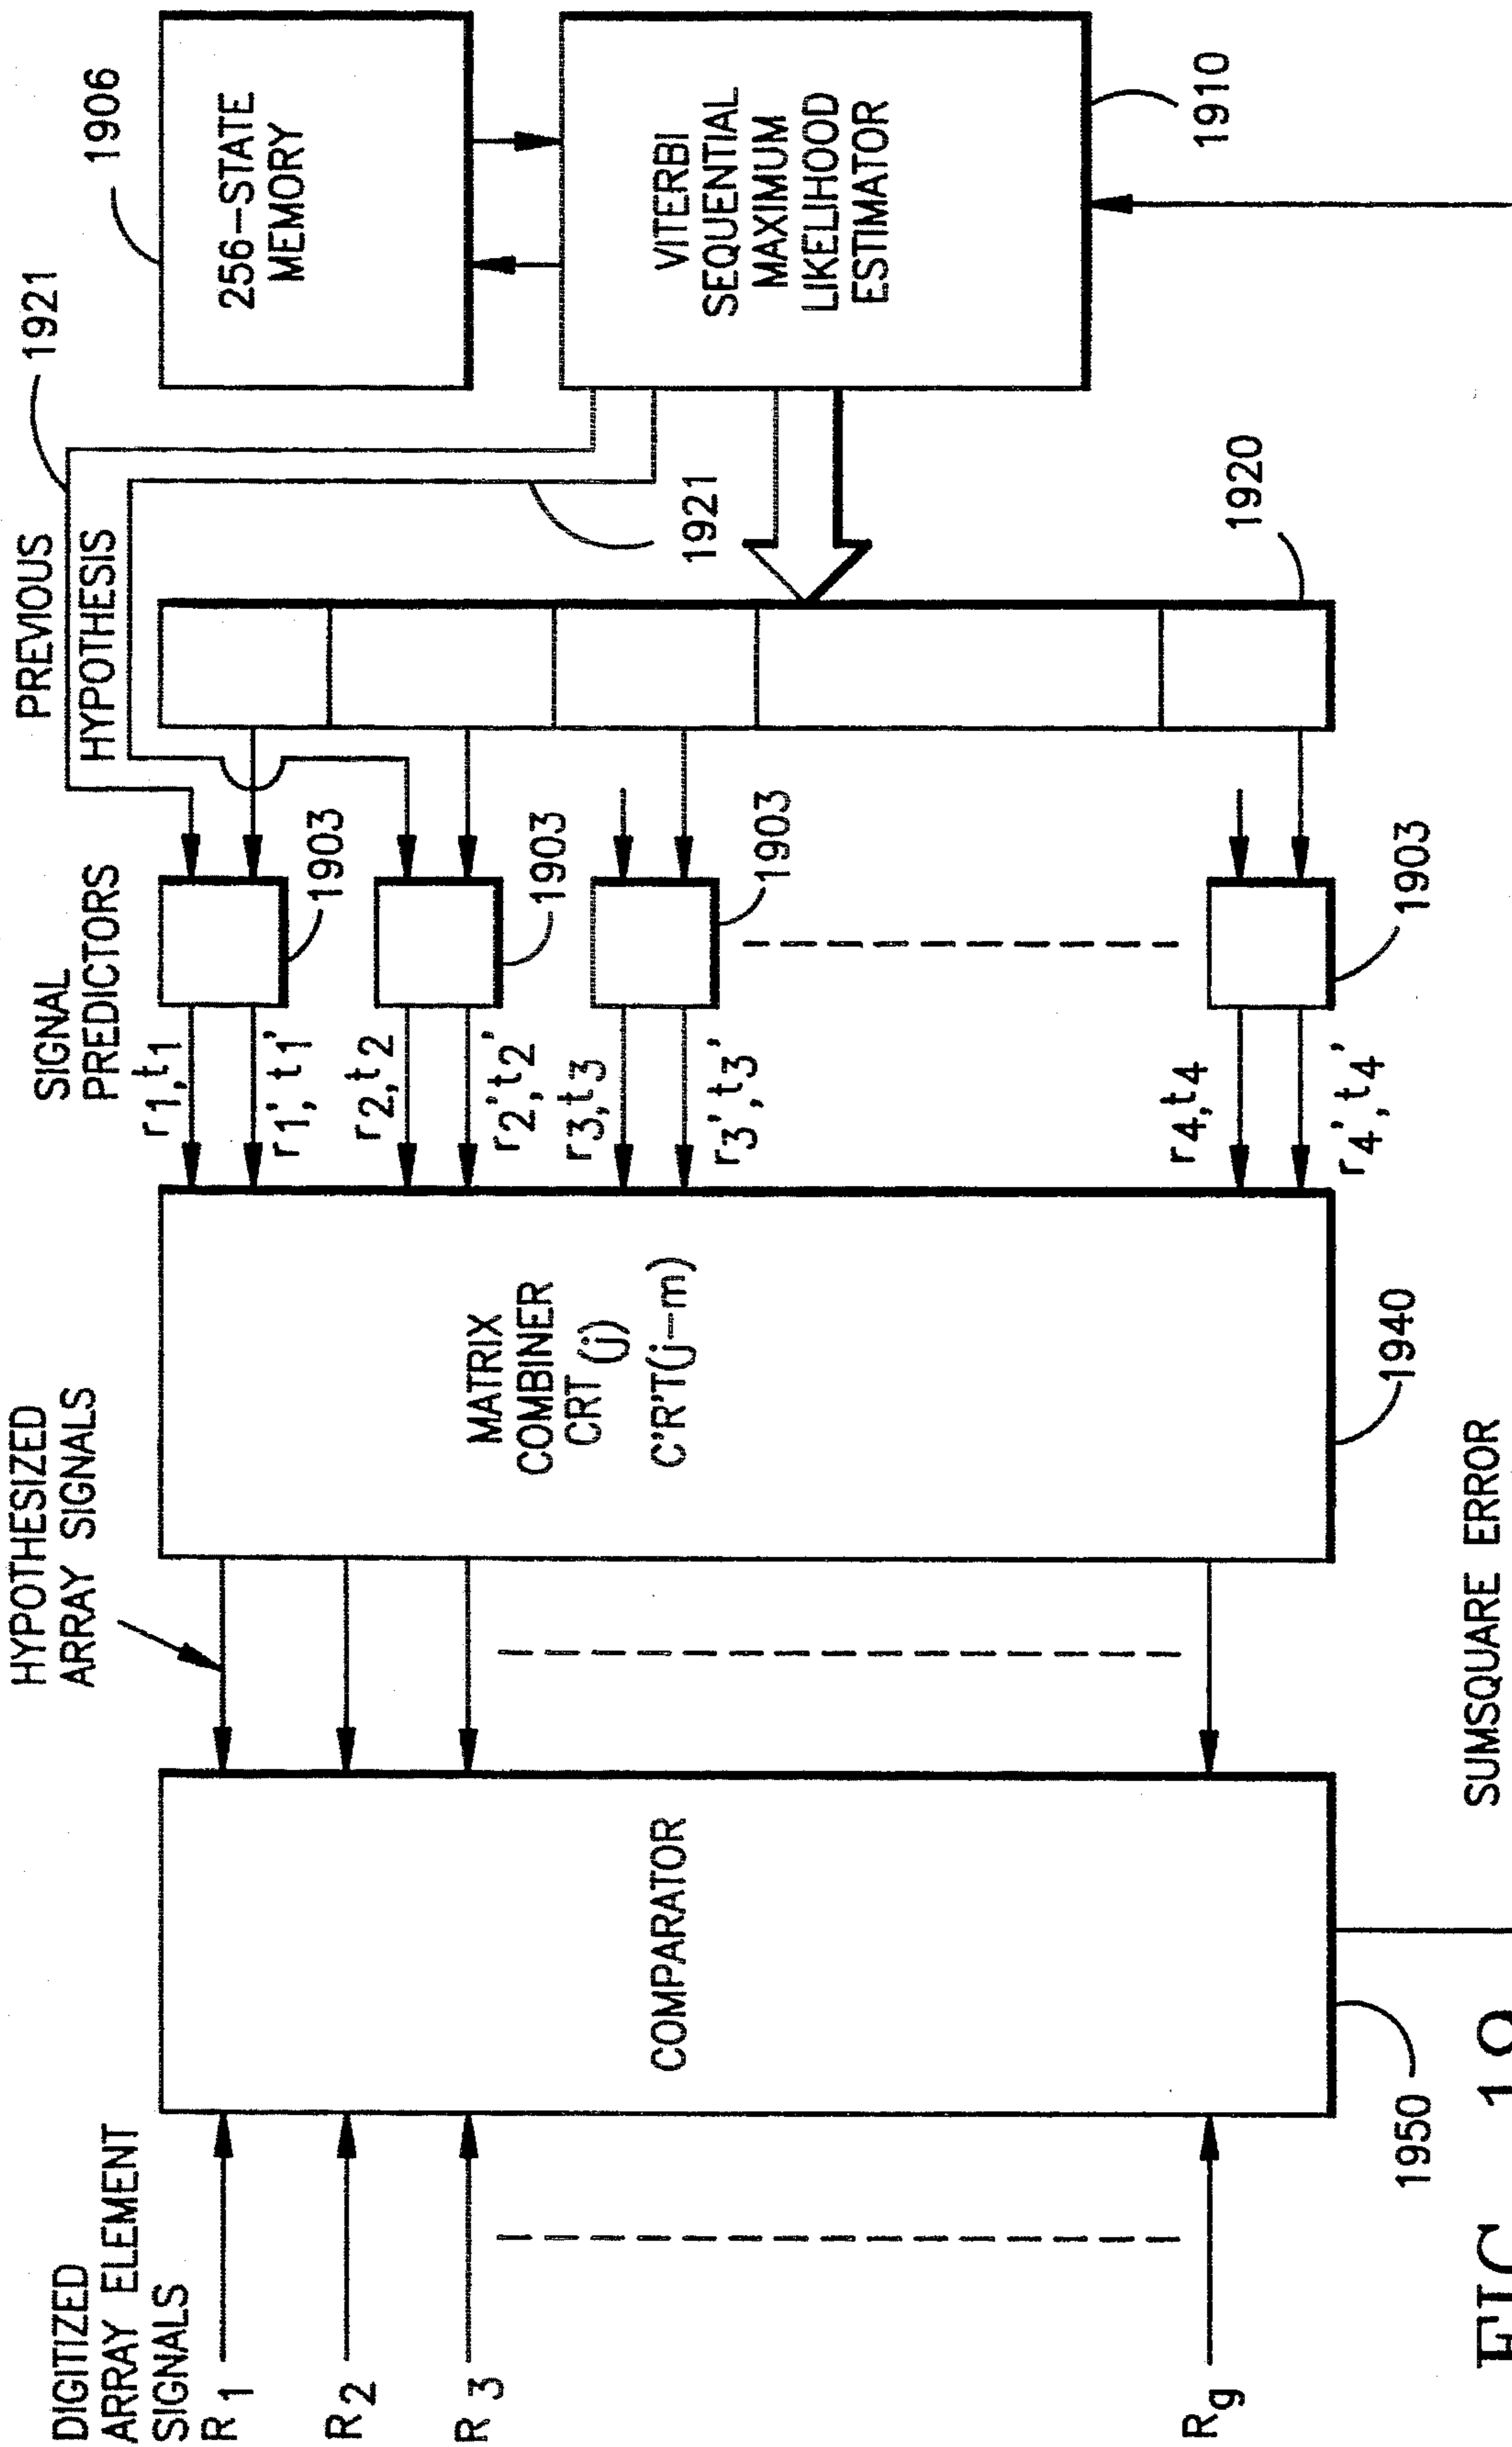 DIGITIZED
ARRAY ELEMENT
SIGNALS
R1
R2
R3
Rg
COMPARATOR
1950
HYPOTHESIZED
ARRAY SIGNALS
MATRIX
COMBINER
CRT (j)
C'R'T(j-m)
1940
SIGNAL
PREDICTORS
r1,t1
r1',t1'
r2,t2
r2't2'
r3,t3
r3',t3'
r4,t4
r4',t4'
1903
1903
1903
1903
PREVIOUS
HYPOTHESIS
1921
1921
1920
1906
256-STATE
MEMORY
VITERBI
SEQUENTIAL
MAXIMUM
LIKELIHOOD
ESTIMATOR
1910
SUMSQUARE ERROR